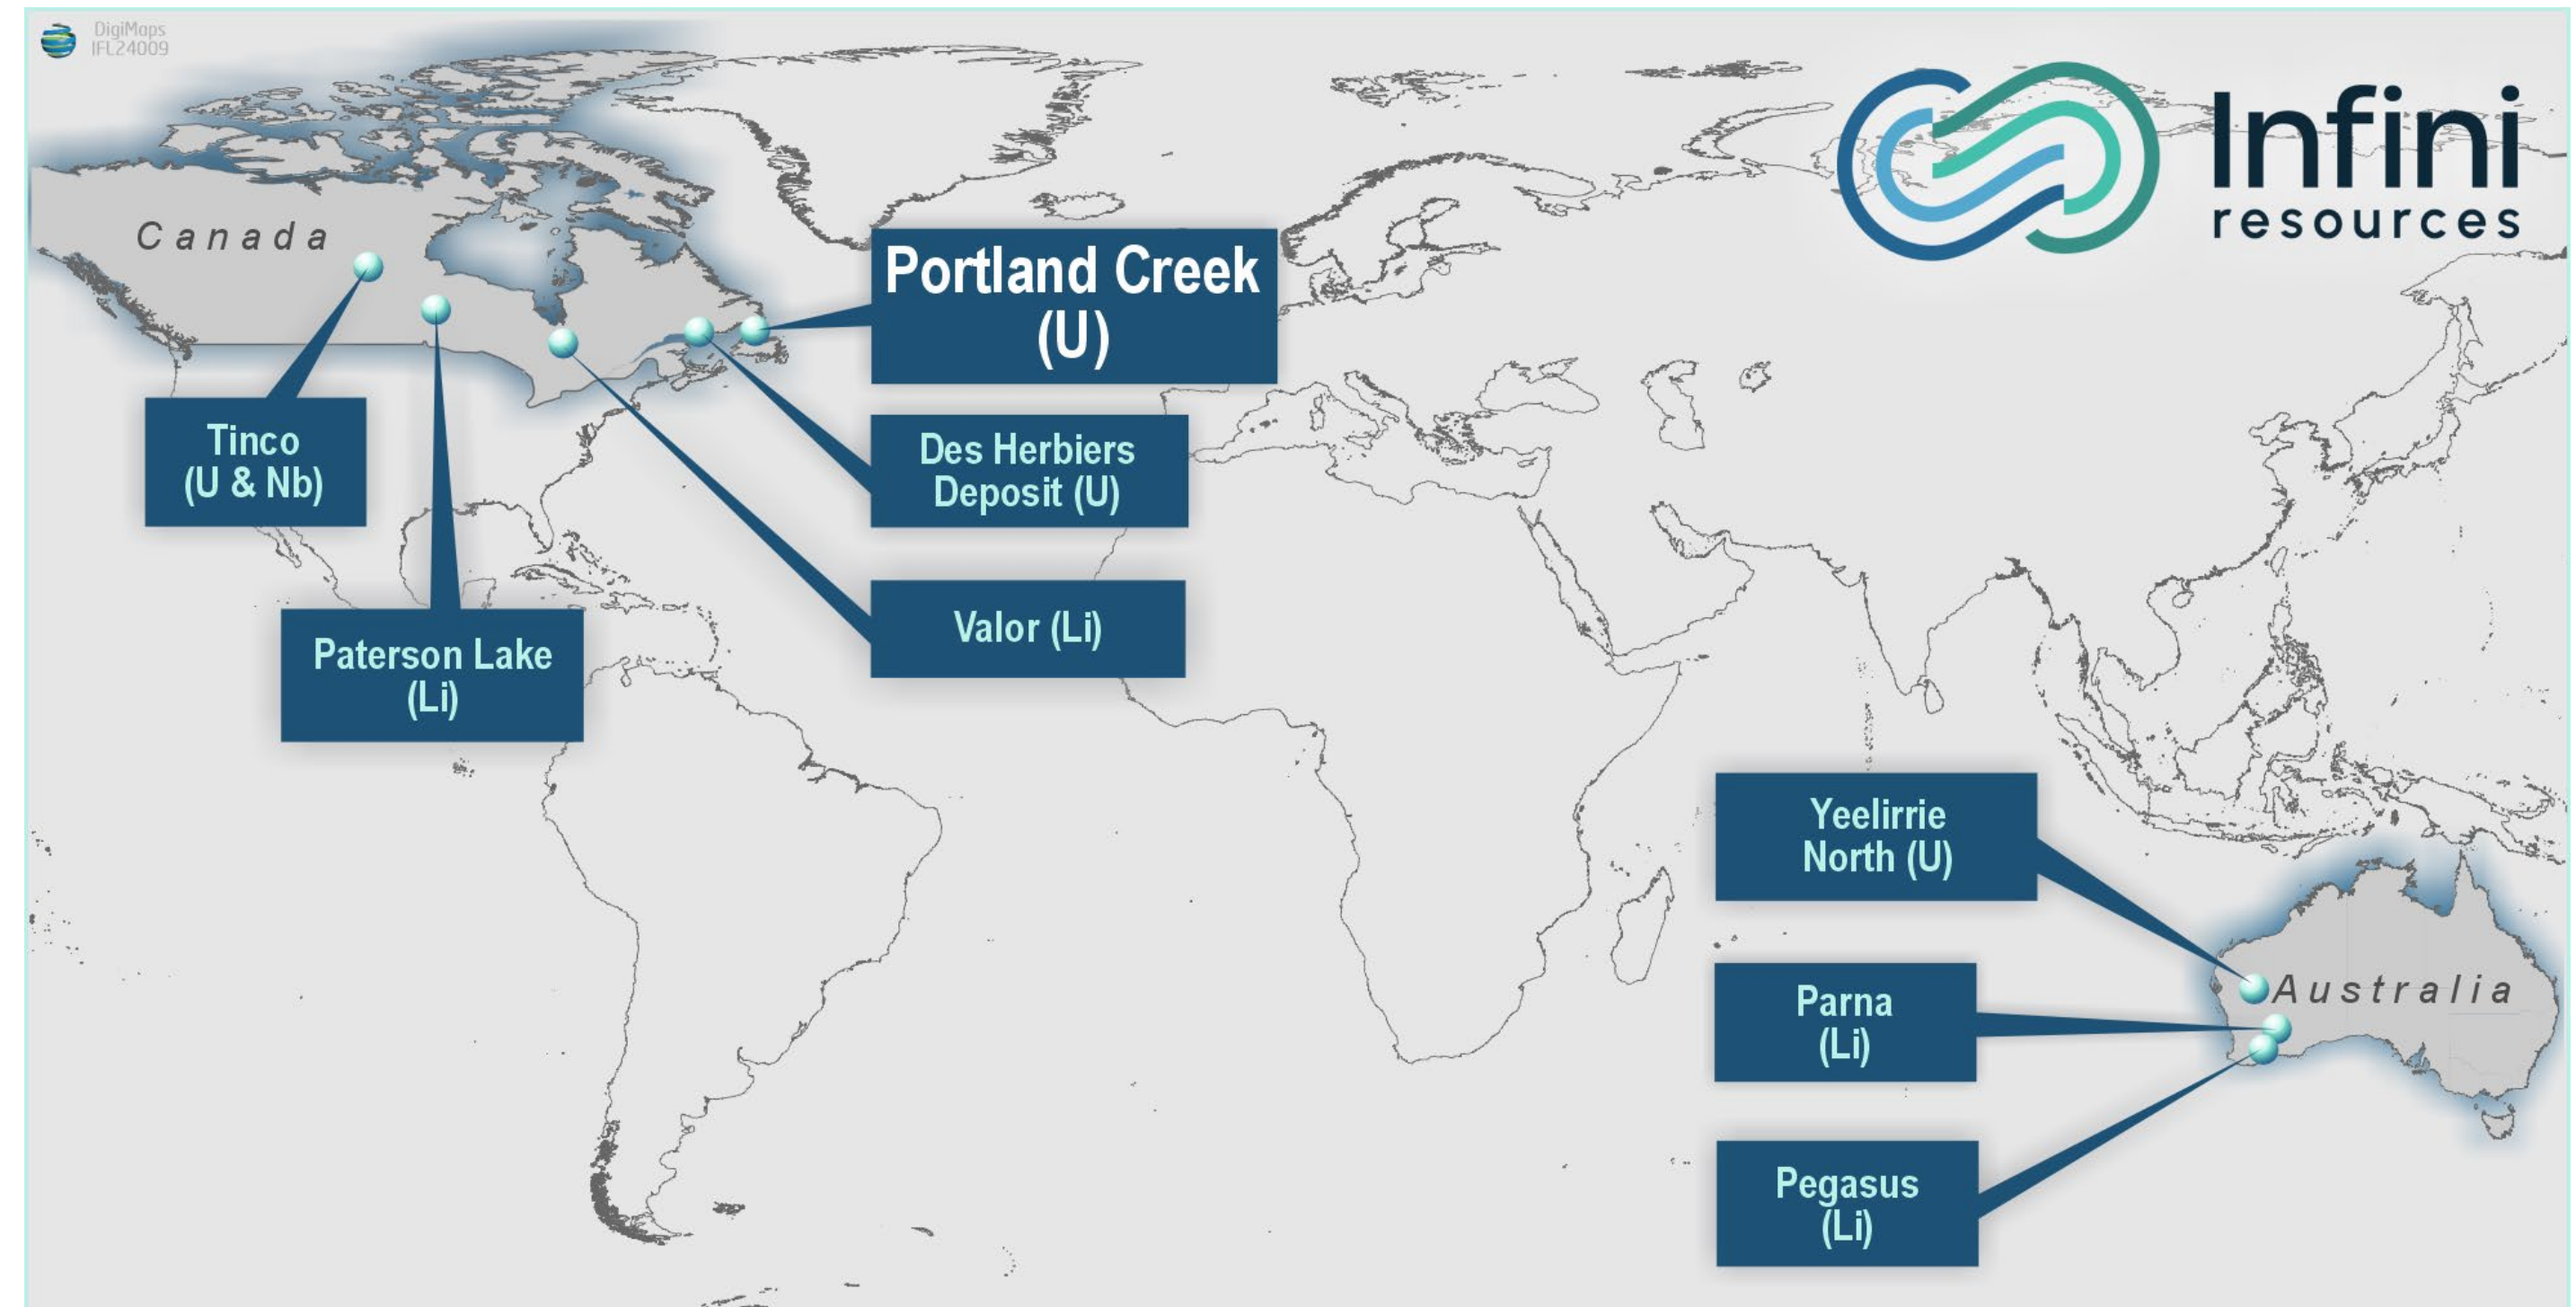 DigiMaps
IFL24009
Infini
resources
Canada
Portland Creek
(U)
Tinco
(U & Nb)
Des Herbiers
Deposit (U)
Valor (Li)
Paterson Lake
(Li)
Yeelirrie
North (U)
Australia
Parna
(Li)
Pegasus
(Li)